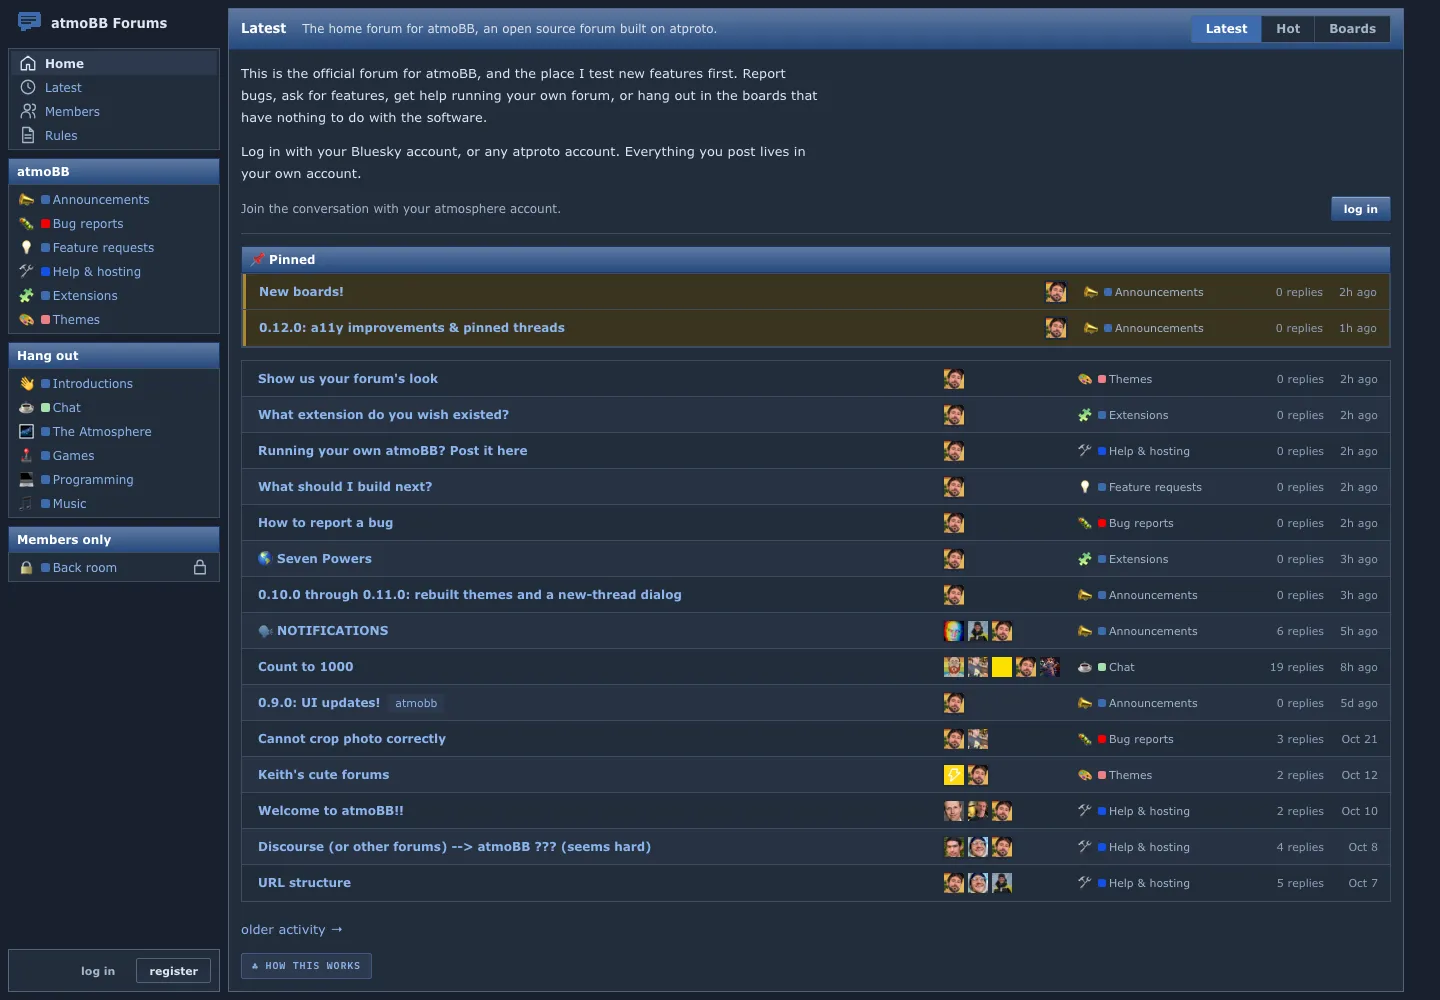 atmoBB Forums
Home
Latest
Members
Rules
atmoBB
Announcements
Bug reports
Feature requests
Help & hosting
Extensions
Themes
Hang out
Introductions
Chat
The Atmosphere
Games
Programming
Music
Members only
Back room
log in register
Latest The home forum for atmoBB, an open source forum built on atproto. Latest Hot Boards
This is the official forum for atmoBB, and the place I test new features first. Report
bugs, ask for features, get help running your own forum, or hang out in the boards that
have nothing to do with the software.
Log in with your Bluesky account, or any atproto account. Everything you post lives in
your own account.
Join the conversation with your atmosphere account. log in
Pinned
New boards! Announcements 0 replies 2h ago
0.12.0: a11y improvements & pinned threads Announcements 0 replies 1h ago
Show us your forum's look Themes 0 replies 2h ago
What extension do you wish existed? Extensions 0 replies 2h ago
Running your own atmoBB? Post it here Help & hosting 0 replies 2h ago
What should I build next? Feature requests 0 replies 2h ago
How to report a bug Bug reports 0 replies 2h ago
Seven Powers Extensions 0 replies 3h ago
0.10.0 through 0.11.0: rebuilt themes and a new-thread dialog Announcements 0 replies 3h ago
NOTIFICATIONS Announcements 6 replies 5h ago
Count to 1000 Chat 19 replies 8h ago
0.9.0: UI updates! atmobb Announcements 0 replies 5d ago
Cannot crop photo correctly Bug reports 3 replies Oct 21
Keith's cute forums Themes 2 replies Oct 12
Welcome to atmoBB!! Help & hosting 2 replies Oct 10
Discourse (or other forums) --> atmoBB ??? (seems hard) Help & hosting 4 replies Oct 8
URL structure Help & hosting 5 replies Oct 7
older activity →
HOW THIS WORKS